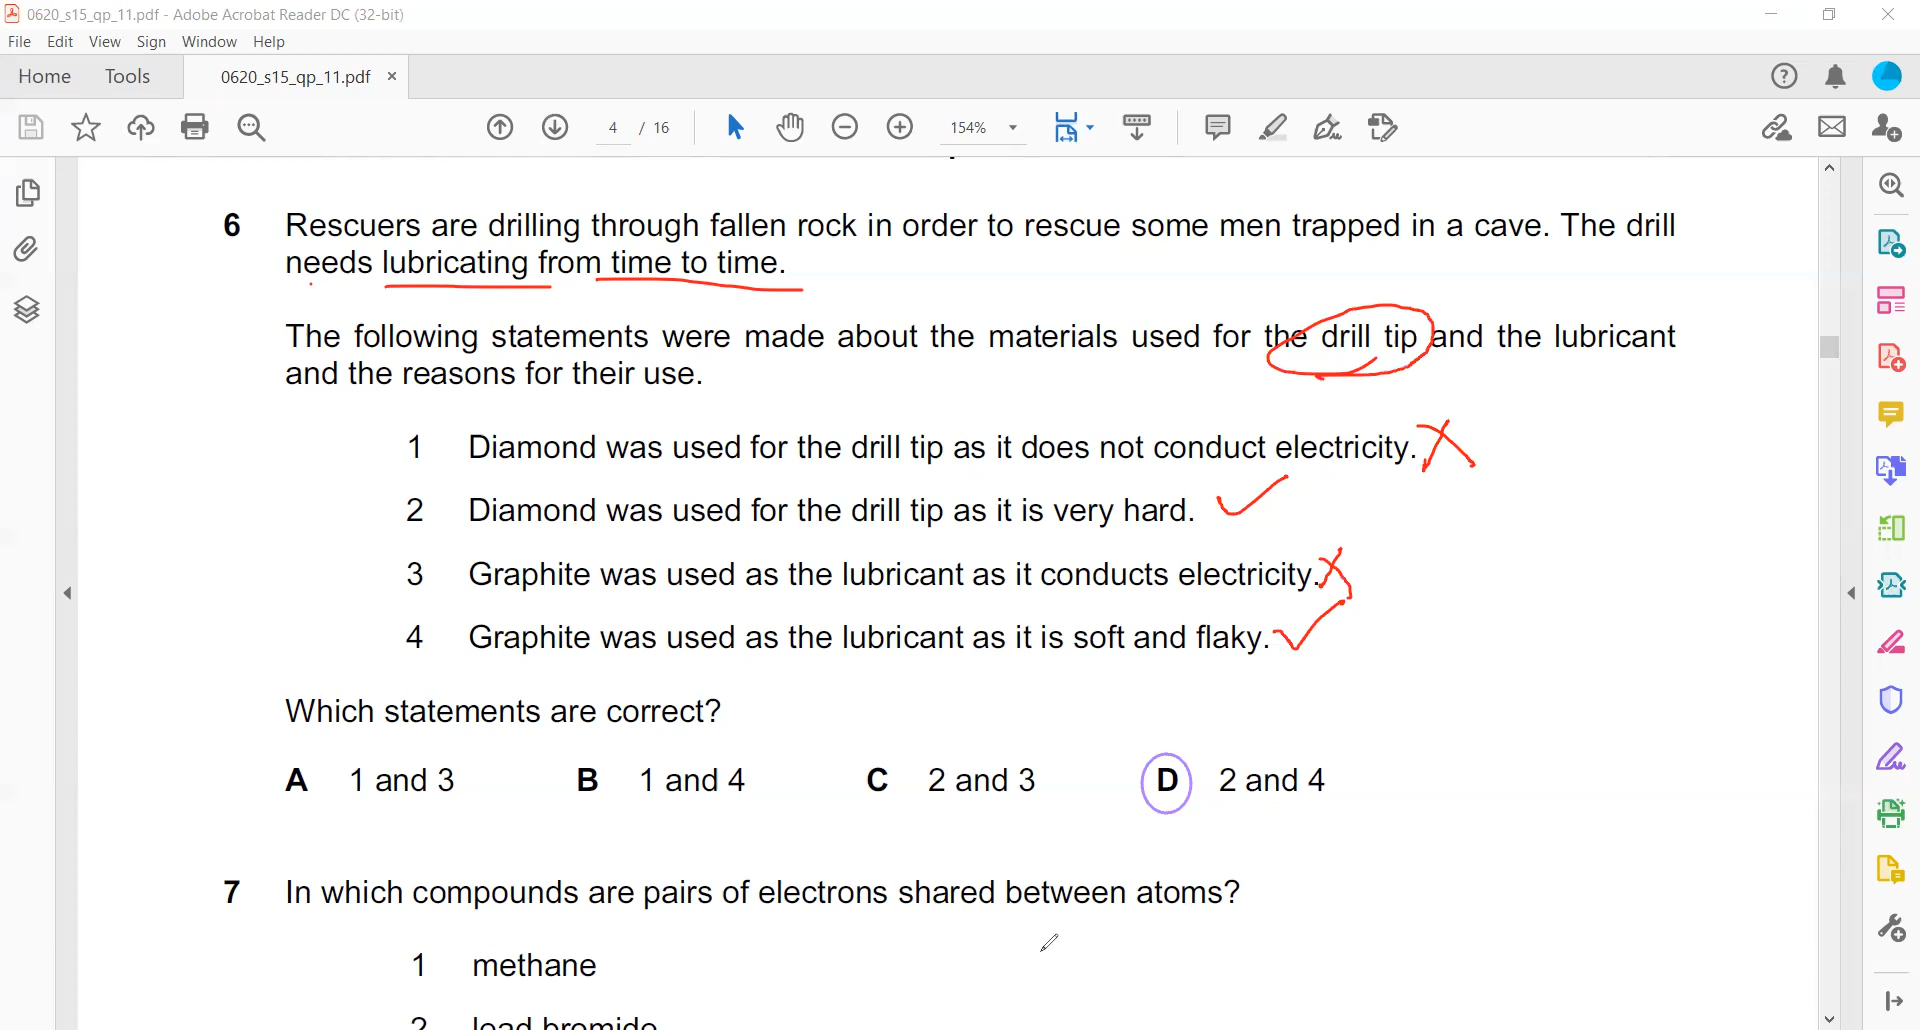 0620_s15_qp_11.pdf - Adobe Acrobat Reader DC (32-bit)
File Edit View Sign Window Help
Home Tools 0620_s15_qp_11.pdf ×
4 / 16 154%
6 Rescuers are drilling through fallen rock in order to rescue some men trapped in a cave. The drill
needs lubricating from time to time.
The following statements were made about the materials used for the drill tip and the lubricant
and the reasons for their use.
1 Diamond was used for the drill tip as it does not conduct electricity.
2 Diamond was used for the drill tip as it is very hard.
3 Graphite was used as the lubricant as it conducts electricity.
4 Graphite was used as the lubricant as it is soft and flaky.
Which statements are correct?
A 1 and 3 B 1 and 4 C 2 and 3 D 2 and 4
7 In which compounds are pairs of electrons shared between atoms?
1 methane
2 lead bromide